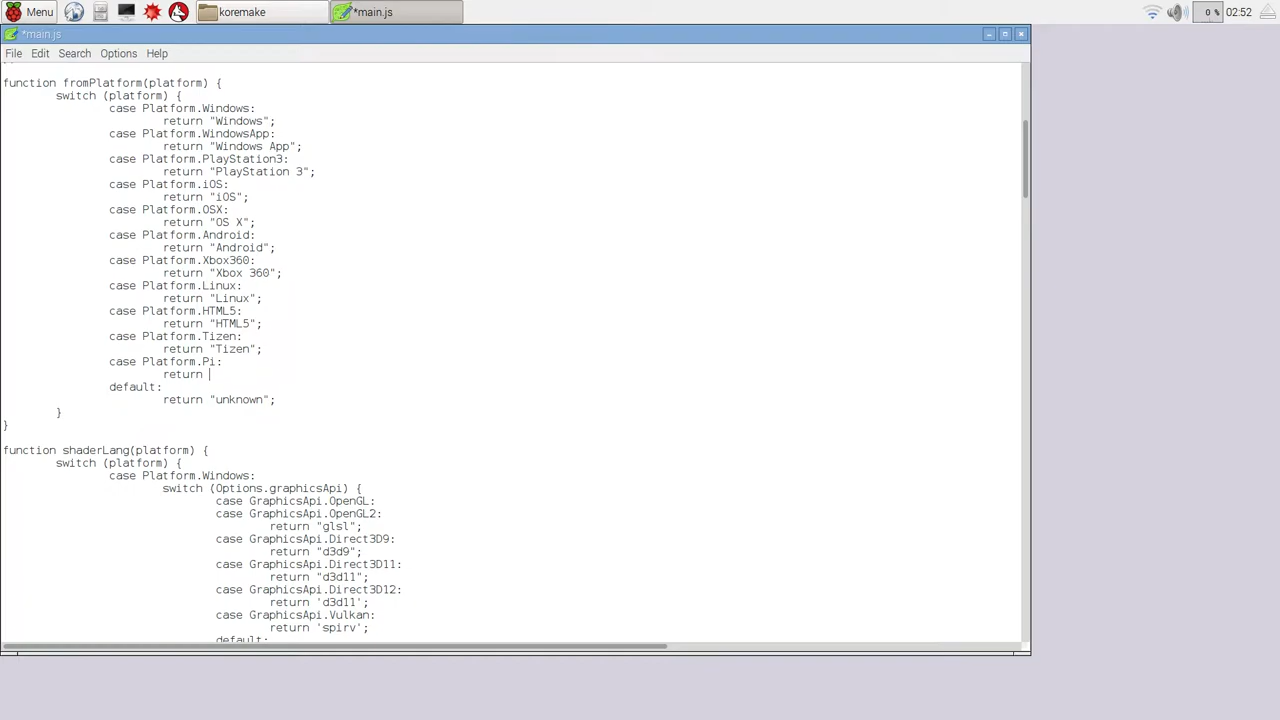 Menu
koremake
*main.js
0 %
02:52
*main.js
File Edit Search Options Help
function fromPlatform(platform) {
switch (platform) {
case Platform.Windows:
return "Windows";
case Platform.WindowsApp:
return "Windows App";
case Platform.PlayStation3:
return "PlayStation 3";
case Platform.iOS:
return "iOS";
case Platform.OSX:
return "OS X";
case Platform.Android:
return "Android";
case Platform.Xbox360:
return "Xbox 360";
case Platform.Linux:
return "Linux";
case Platform.HTML5:
return "HTML5";
case Platform.Tizen:
return "Tizen";
case Platform.Pi:
return
default:
return "unknown";
}
}
function shaderLang(platform) {
switch (platform) {
case Platform.Windows:
switch (Options.graphicsApi) {
case GraphicsApi.OpenGL:
case GraphicsApi.OpenGL2:
return "glsl";
case GraphicsApi.Direct3D9:
return "d3d9";
case GraphicsApi.Direct3D11:
return "d3d11";
case GraphicsApi.Direct3D12:
return 'd3d11';
case GraphicsApi.Vulkan:
return 'spirv';
default: